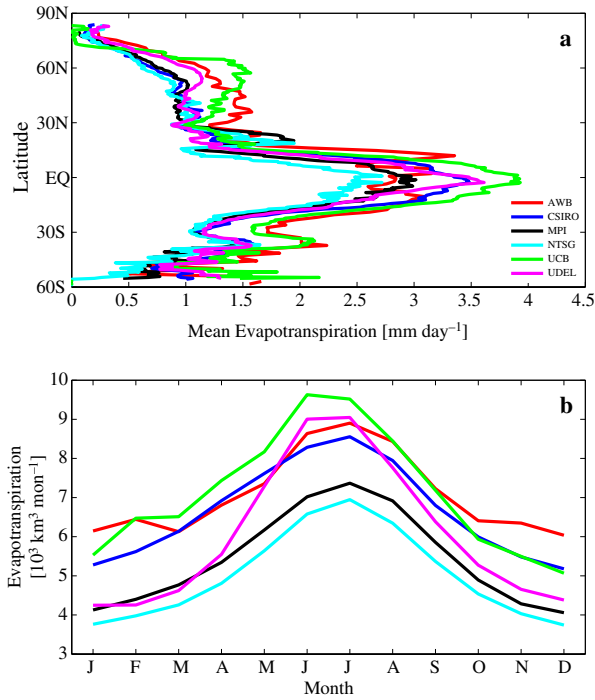 90N
a
60N
30N
EQ
30S
60S
Latitude
AWB
CSIRO
MPI
NTSG
UCB
UDEL
0 0.5 1 1.5 2 2.5 3 3.5 4 4.5
Mean Evapotranspiration [mm day⁻¹]
10
b
9
8
7
6
5
4
3
Evapotranspiration
[10³ km³ mon⁻¹]
J F M A M J J A S O N D
Month